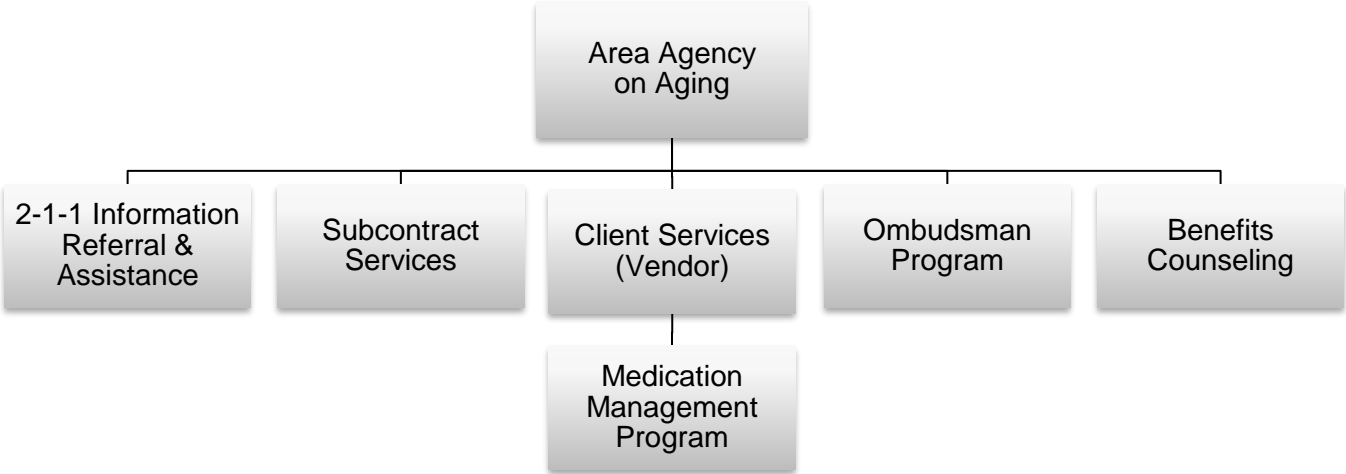 Area Agency
on Aging
2-1-1 Information
Referral &
Assistance
Subcontract
Services
Client Services
(Vendor)
Ombudsman
Program
Benefits
Counseling
Medication
Management
Program